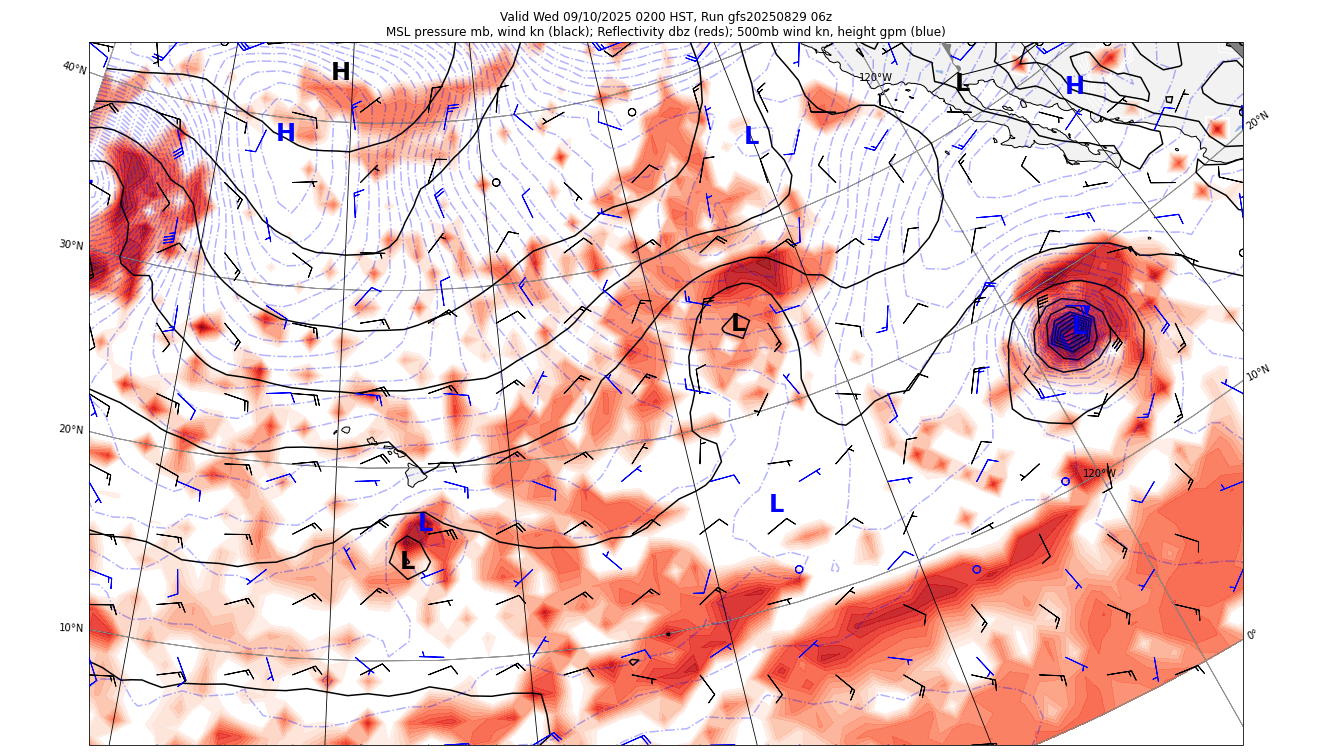 Valid Wed 09/10/2025 0200 HST, Run gfs20250829 06z
MSL pressure mb, wind kn (black); Reflectivity dbz (reds); 500mb wind kn, height gpm (blue)
40°N
H
120°W
L
H
20°N
H
L
30°N
L
L
10°N
20°N
120°W
L
L
L
10°N
0°